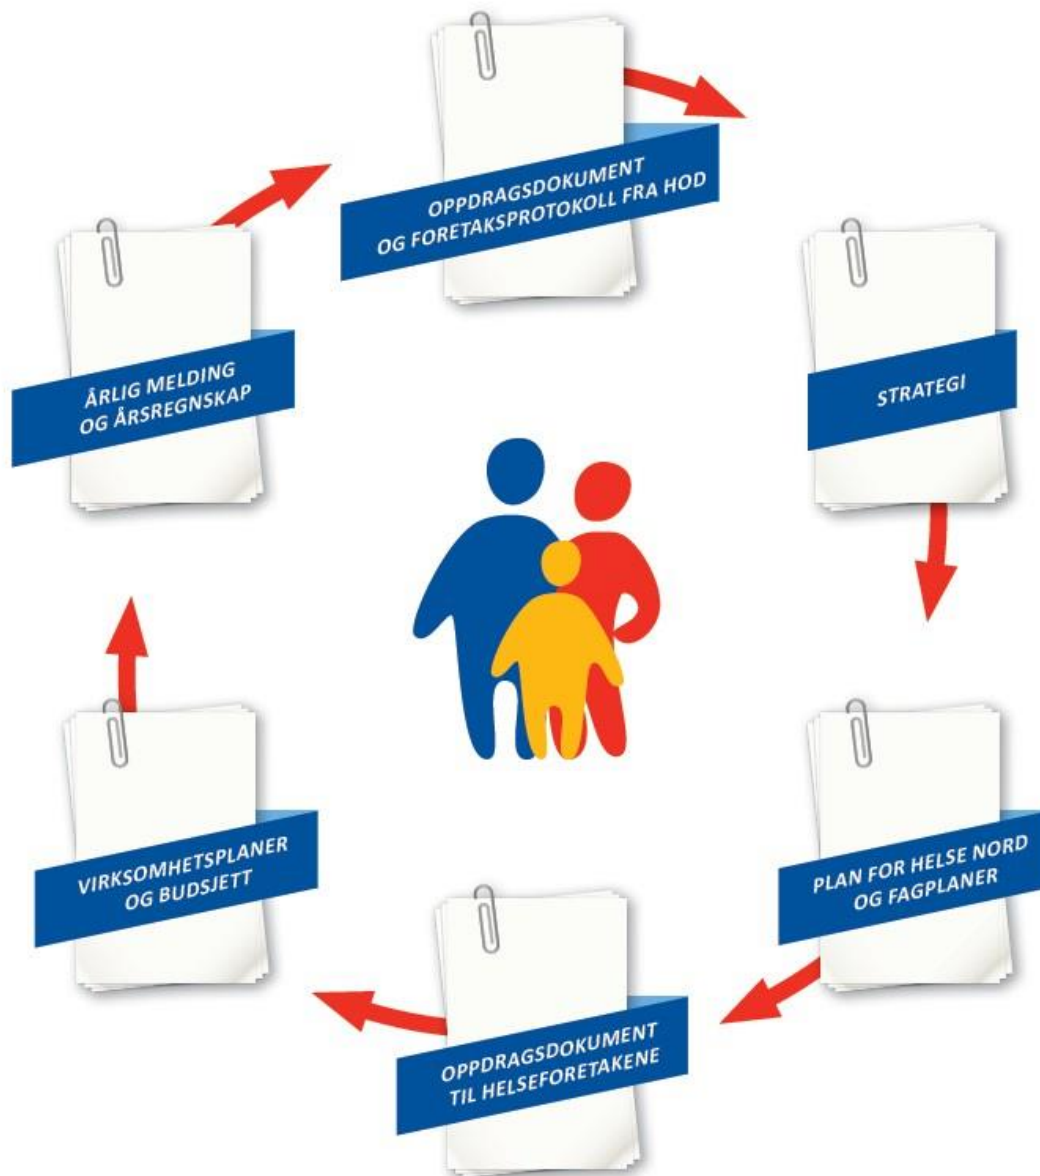 OPPDRAGSDOKUMENT
OG FORETAKSPROTOKOLL FRA HOD
STRATEGI
PLAN FOR HELSE NORD
OG FAGPLANER
OPPDRAGSDOKUMENT
TIL HELSEFORETAKENE
VIRKSOMHETSPLANER
OG BUDSJETT
ÅRLIG MELDING
OG ÅRSREGNSKAP